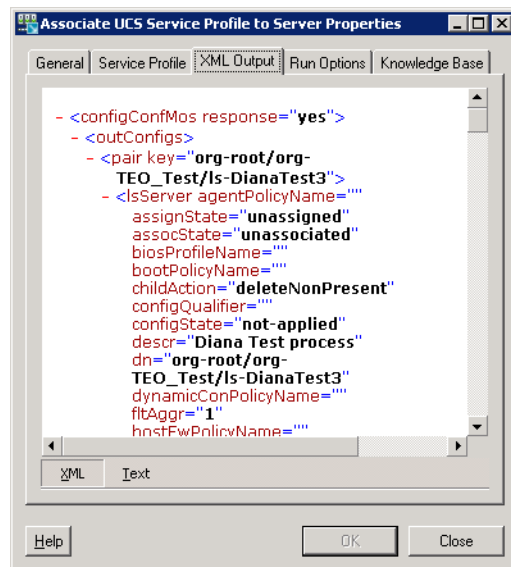 Associate UCS Service Profile to Server Properties
General Service Profile XML Output Run Options Knowledge Base
- <configConfMos response="yes">
- <outConfigs>
- <pair key="org-root/org-
TEO_Test/ls-DianaTest3">
- <lsServer agentPolicyName=""
assignState="unassigned"
assocState="unassociated"
biosProfileName=""
bootPolicyName=""
childAction="deleteNonPresent"
configQualifier=""
configState="not-applied"
descr="Diana Test process"
dn="org-root/org-
TEO_Test/ls-DianaTest3"
dynamicConPolicyName=""
fltAggr="1"
hostFwPolicyName=""
XML Text
Help OK Close